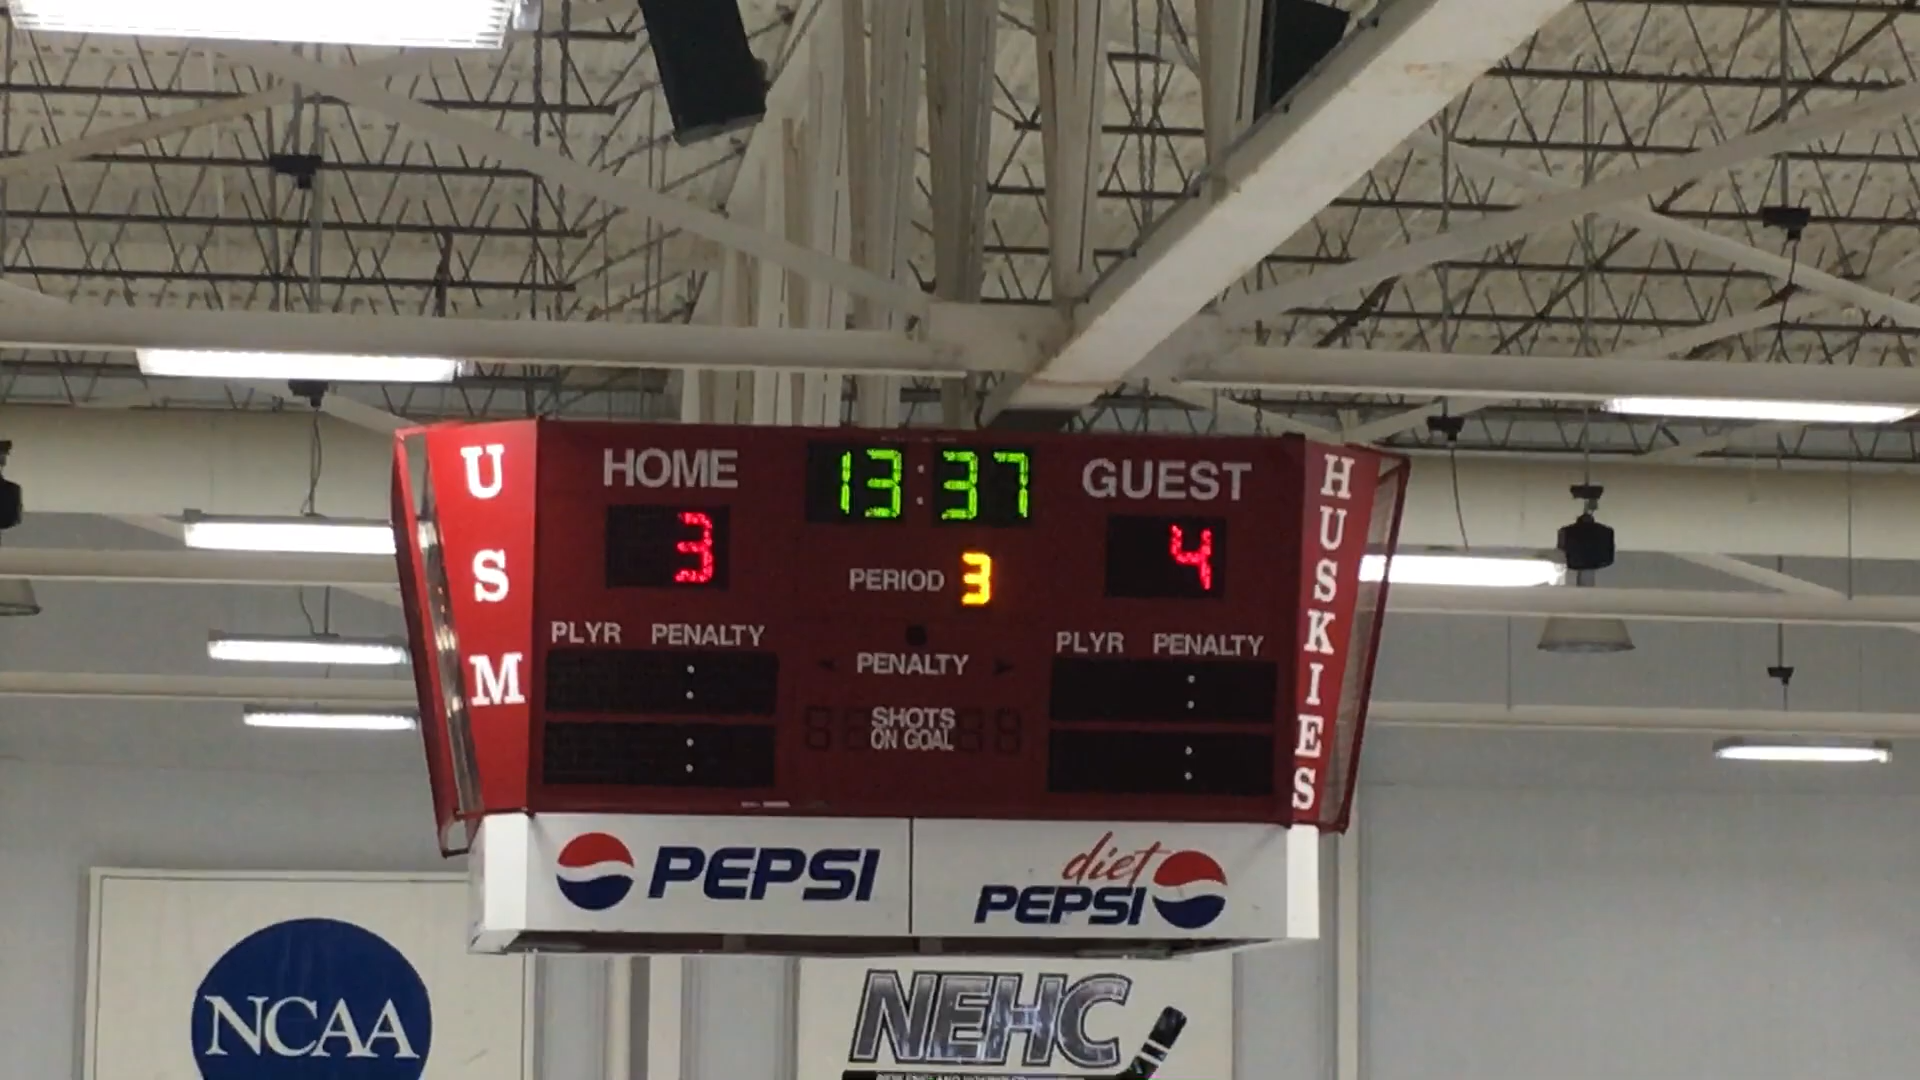 USM
HOME
13:37
GUEST
HUSKIES
3
PERIOD 3
4
PLYR PENALTY
PENALTY
PLYR PENALTY
SHOTS
ON GOAL
PEPSI
diet
PEPSI
NCAA
NEHC